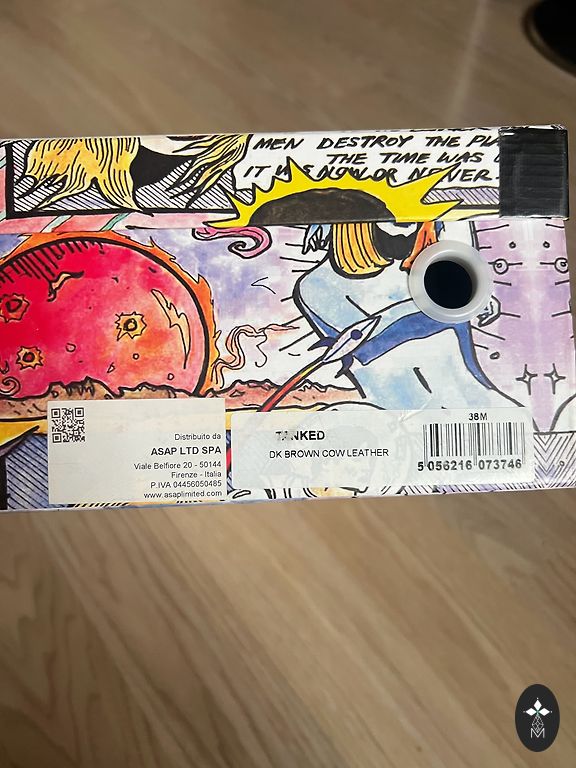 MEN DESTROY THE
THE TIME WAS
IT WAS NOW OR NEVER
Distribuito da
ASAP LTD SPA
Viale Belfiore 20 - 50144
Firenze - Italia
P.IVA 04456050485
www.asaplimited.com
TANKED
DK BROWN COW LEATHER
38M
5 056216 073746
M